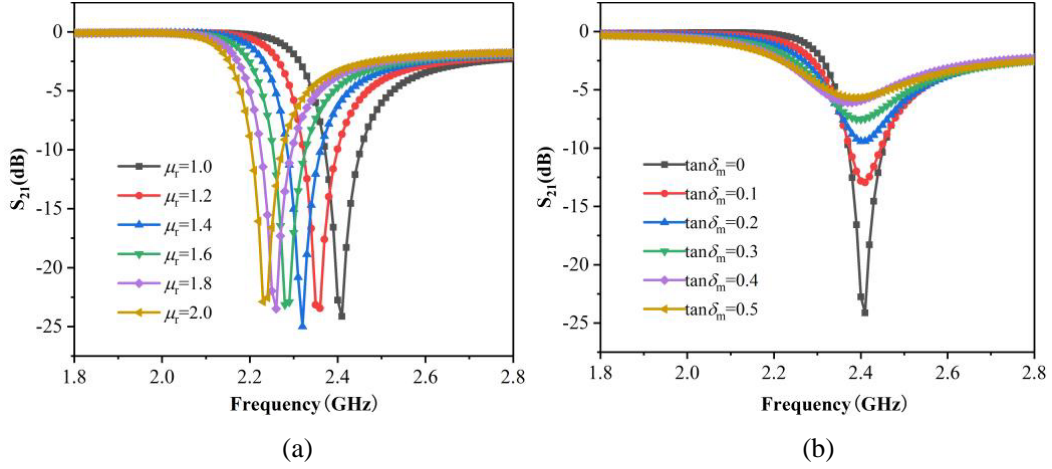 0
-5
-10
-15
-20
-25
S21(dB)
μr=1.0
μr=1.2
μr=1.4
μr=1.6
μr=1.8
μr=2.0
1.8 2.0 2.2 2.4 2.6 2.8
Frequency(GHz)
(a)
0
-5
-10
-15
-20
-25
S21(dB)
tanδm=0
tanδm=0.1
tanδm=0.2
tanδm=0.3
tanδm=0.4
tanδm=0.5
1.8 2.0 2.2 2.4 2.6 2.8
Frequency(GHz)
(b)